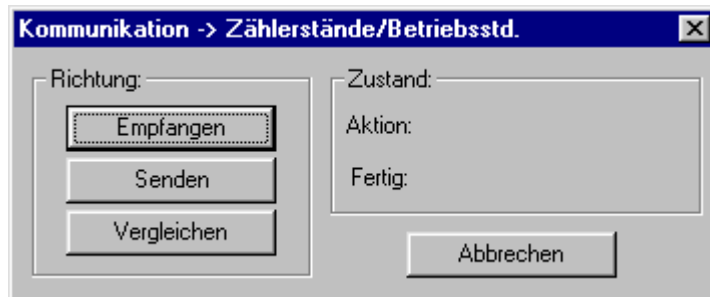 Kommunikation -> Zählerstände/Betriebsstd.
Richtung:
Empfangen
Senden
Vergleichen
Zustand:
Aktion:
Fertig:
Abbrechen